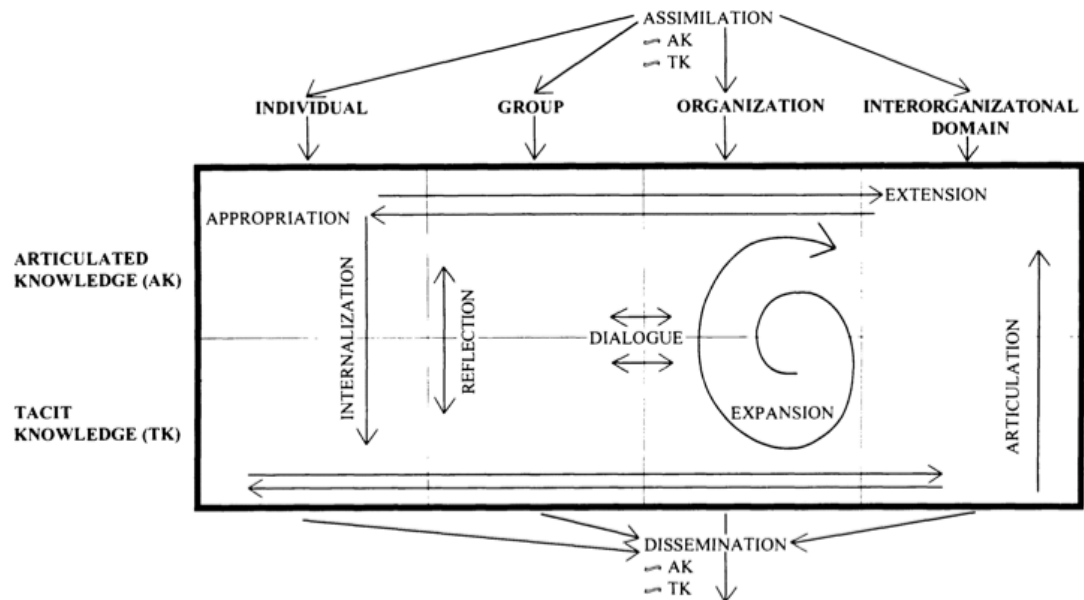 ASSIMILATION
AK
TK
INDIVIDUAL
GROUP
ORGANIZATION
INTERORGANIZATONAL
DOMAIN
EXTENSION
APPROPRIATION
ARTICULATED
KNOWLEDGE (AK)
INTERNALIZATION
REFLECTION
DIALOGUE
EXPANSION
ARTICULATION
TACIT
KNOWLEDGE (TK)
DISSEMINATION
AK
TK